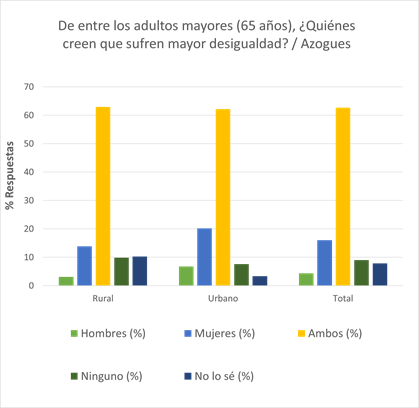 De entre los adultos mayores (65 años), ¿Quiénes
creen que sufren mayor desigualdad? / Azogues
% Respuestas
70
60
50
40
30
20
10
0
Rural
Urbano
Total
Hombres (%)
Mujeres (%)
Ambos (%)
Ninguno (%)
No lo sé (%)